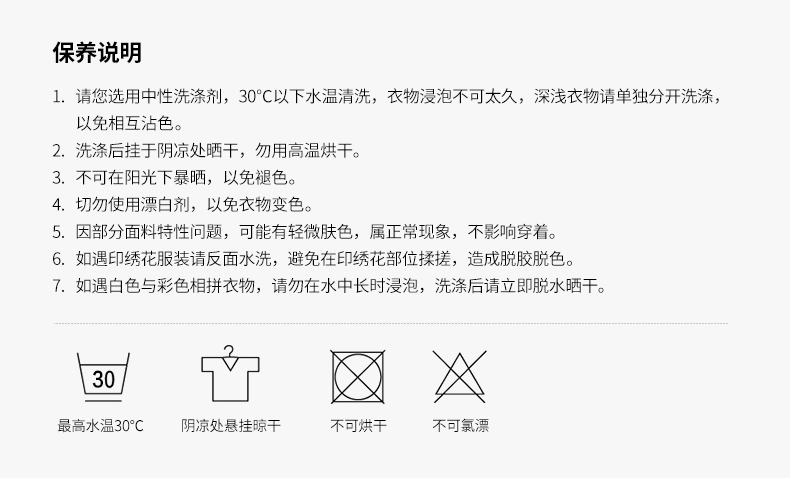 保养说明
1. 请您选用中性洗涤剂，30℃以下水温清洗，衣物浸泡不可太久，深浅衣物请单独分开洗涤，
以免相互沾色。
2. 洗涤后挂于阴凉处晒干，勿用高温烘干。
3. 不可在阳光下暴晒，以免褪色。
4. 切勿使用漂白剂，以免衣物变色。
5. 因部分面料特性问题，可能有轻微肤色，属正常现象，不影响穿着。
6. 如遇印绣花服装请反面水洗，避免在印绣花部位揉搓，造成脱胶脱色。
7. 如遇白色与彩色相拼衣物，请勿在水中长时浸泡，洗涤后请立即脱水晒干。
30
最高水温30℃ 阴凉处悬挂晾干 不可烘干 不可氯漂